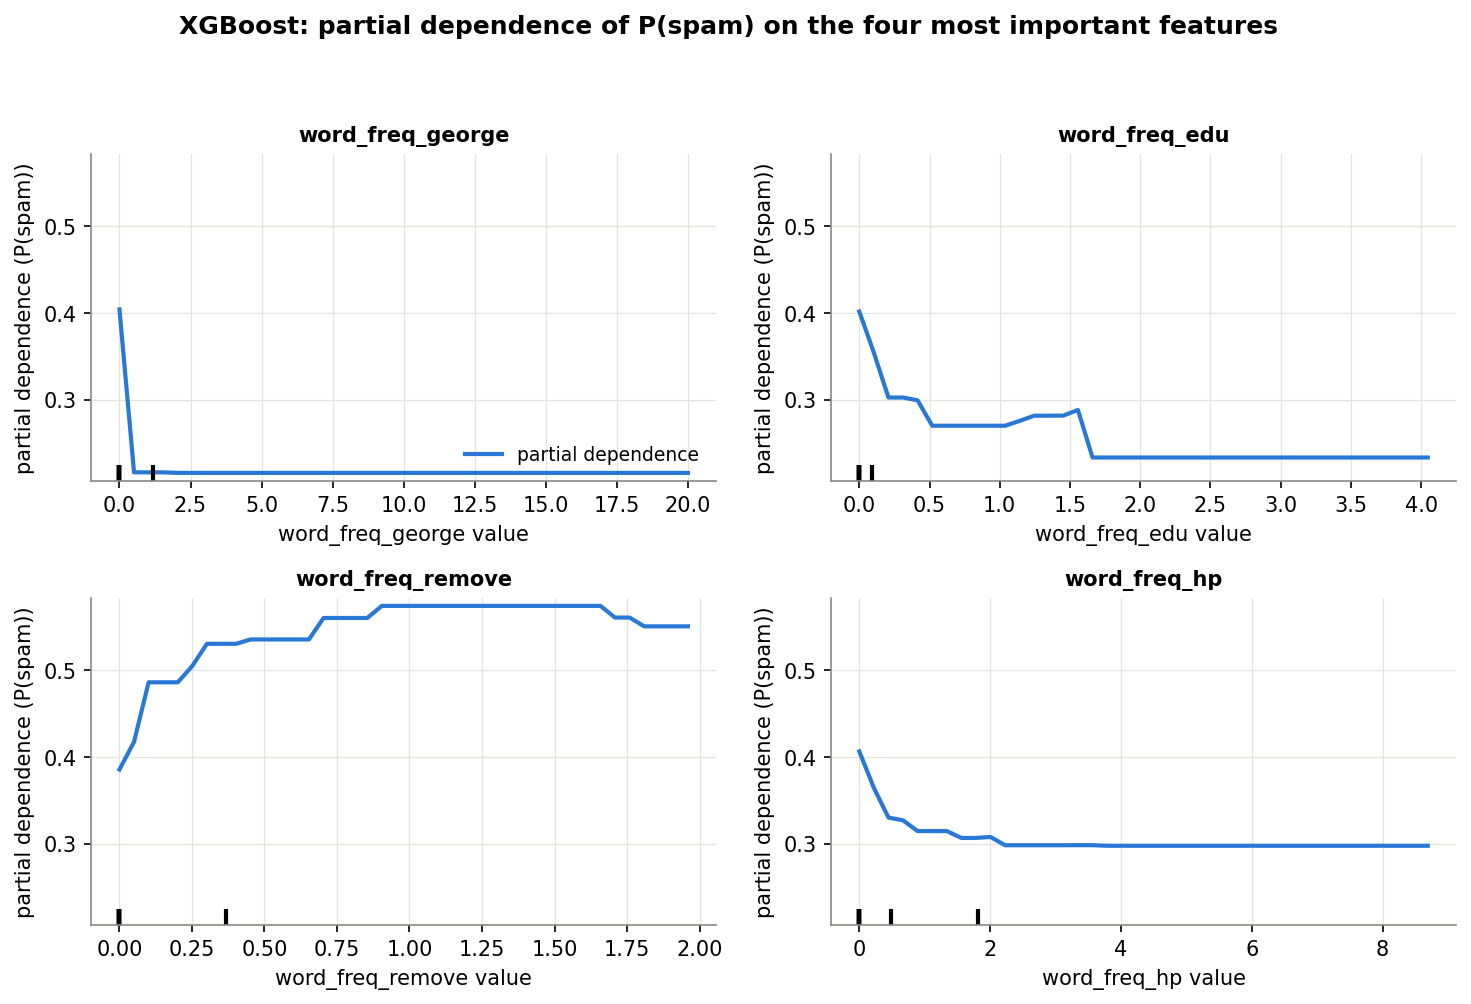 XGBoost: partial dependence of P(spam) on the four most important features
word_freq_george
partial dependence (P(spam))
0.5
0.4
0.3
partial dependence
0.0 2.5 5.0 7.5 10.0 12.5 15.0 17.5 20.0
word_freq_george value
word_freq_edu
partial dependence (P(spam))
0.5
0.4
0.3
0.0 0.5 1.0 1.5 2.0 2.5 3.0 3.5 4.0
word_freq_edu value
word_freq_remove
partial dependence (P(spam))
0.5
0.4
0.3
0.00 0.25 0.50 0.75 1.00 1.25 1.50 1.75 2.00
word_freq_remove value
word_freq_hp
partial dependence (P(spam))
0.5
0.4
0.3
0 2 4 6 8
word_freq_hp value